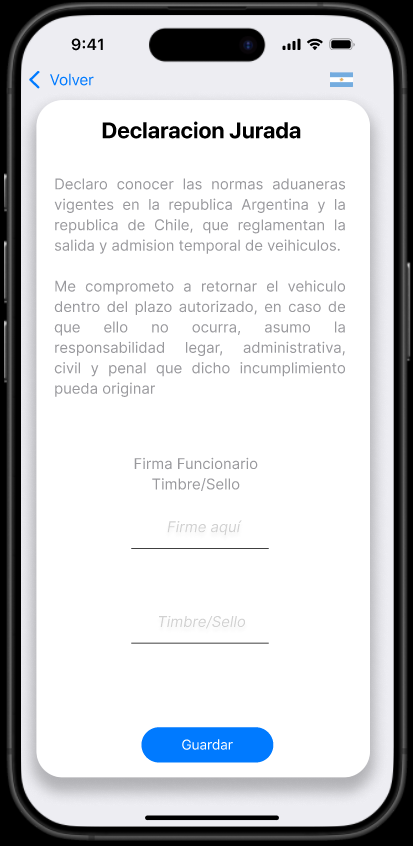 9:41
Volver
Declaracion Jurada
Declaro conocer las normas aduaneras
vigentes en la republica Argentina y la
republica de Chile, que reglamentan la
salida y admision temporal de veihiculos.
Me comprometo a retornar el vehiculo
dentro del plazo autorizado, en caso de
que ello no ocurra, asumo la
responsabilidad legar, administrativa,
civil y penal que dicho incumplimiento
pueda originar
Firma Funcionario
Timbre/Sello
Firme aquí
Timbre/Sello
Guardar